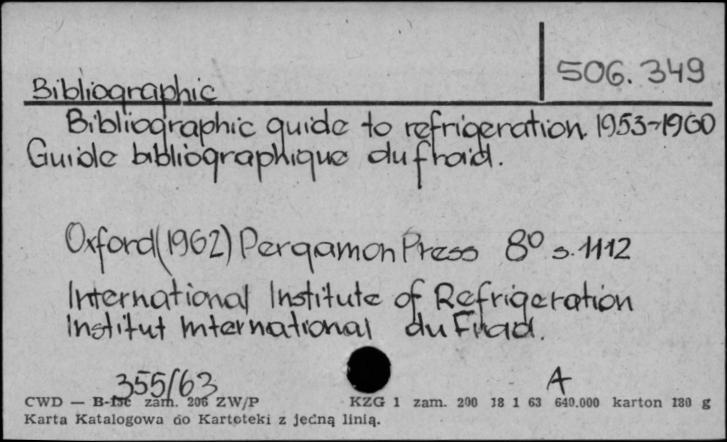 506.349
Bibliographic
Bibliographic guide to refrigeration 1953-1960
Guide bibliographique du froid.
Oxford (1962) Pergamon Press 8° s. 1112
International Institute of Refrigeration
Institut International du Froid.
355/63 A
CWD — B-15c zam. 206 ZW/P KZG 1 zam. 200 18 1 63 640.000 karton 180 g
Karta Katalogowa do Kartoteki z jedną linią.